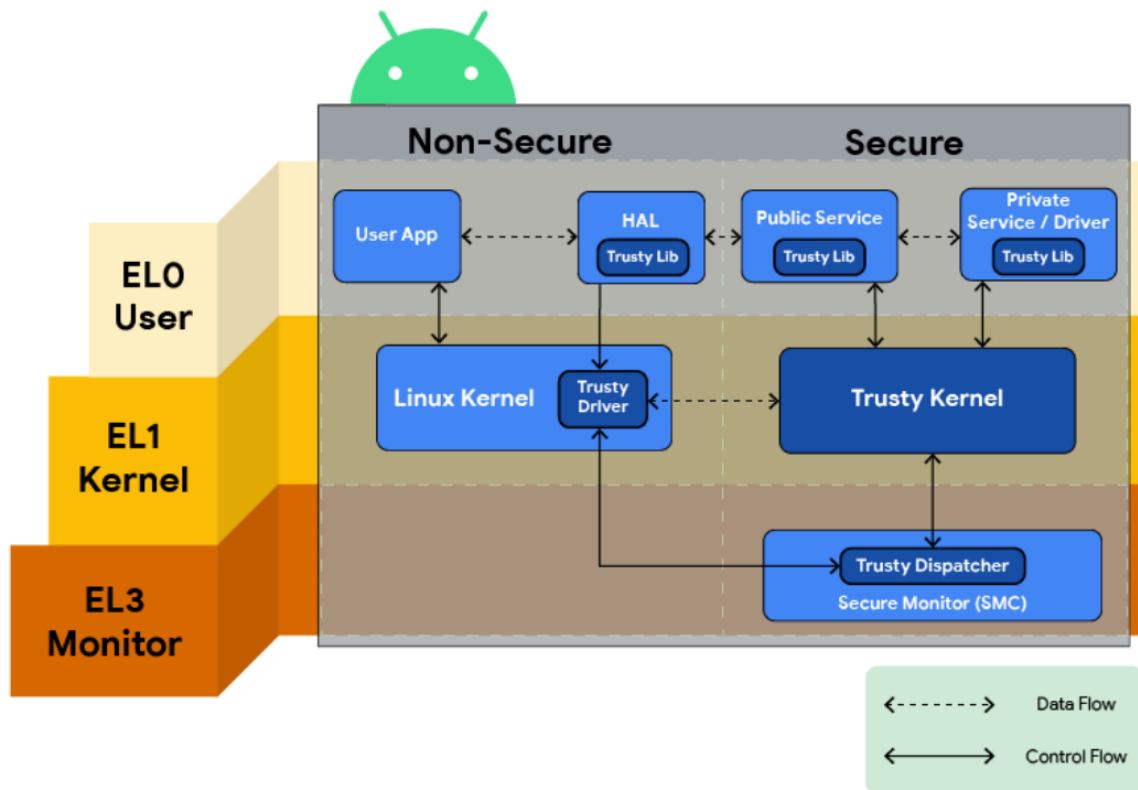 Non-Secure
Secure
EL0
User
User App
HAL
Trusty Lib
Public Service
Trusty Lib
Private
Service / Driver
Trusty Lib
EL1
Kernel
Linux Kernel
Trusty
Driver
Trusty Kernel
EL3
Monitor
Trusty Dispatcher
Secure Monitor (SMC)
Data Flow
Control Flow